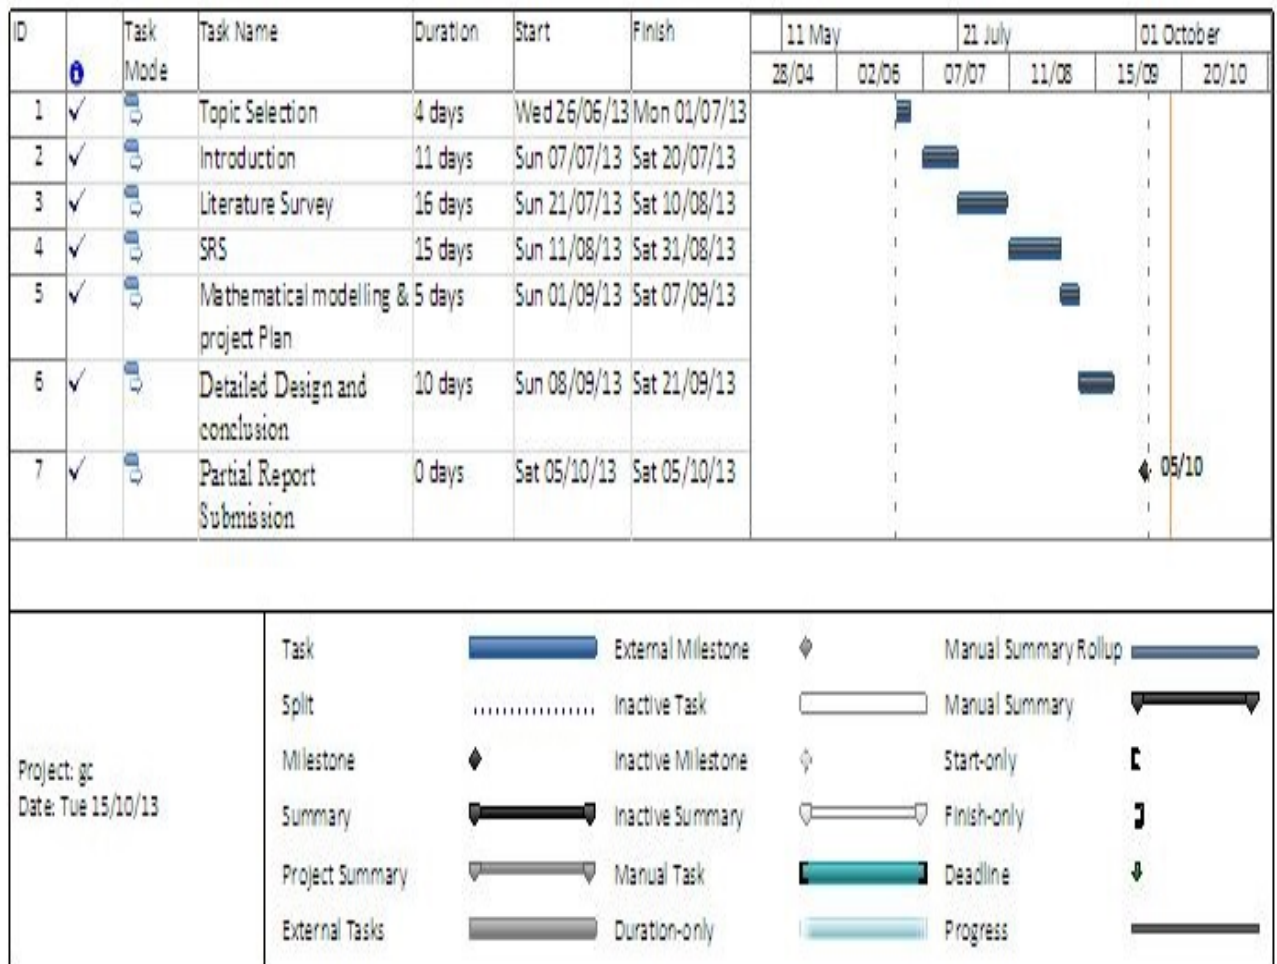 ID Task Mode Task Name Duration Start Finish
11 May 21 July 01 October
28/04 02/06 07/07 11/08 15/09 20/10
1 Topic Selection 4 days Wed 26/06/13 Mon 01/07/13
2 Introduction 11 days Sun 07/07/13 Sat 20/07/13
3 Literature Survey 16 days Sun 21/07/13 Sat 10/08/13
4 SRS 15 days Sun 11/08/13 Sat 31/08/13
5 Mathematical modelling & 5 days Sun 01/09/13 Sat 07/09/13
project Plan
6 Detailed Design and 10 days Sun 08/09/13 Sat 21/09/13
conclusion
7 Partial Report 0 days Sat 05/10/13 Sat 05/10/13 05/10
Submission
Project: gc
Date: Tue 15/10/13
Task External Milestone Manual Summary Rollup
Split Inactive Task Manual Summary
Milestone Inactive Milestone Start-only
Summary Inactive Summary Finish-only
Project Summary Manual Task Deadline
External Tasks Duration-only Progress